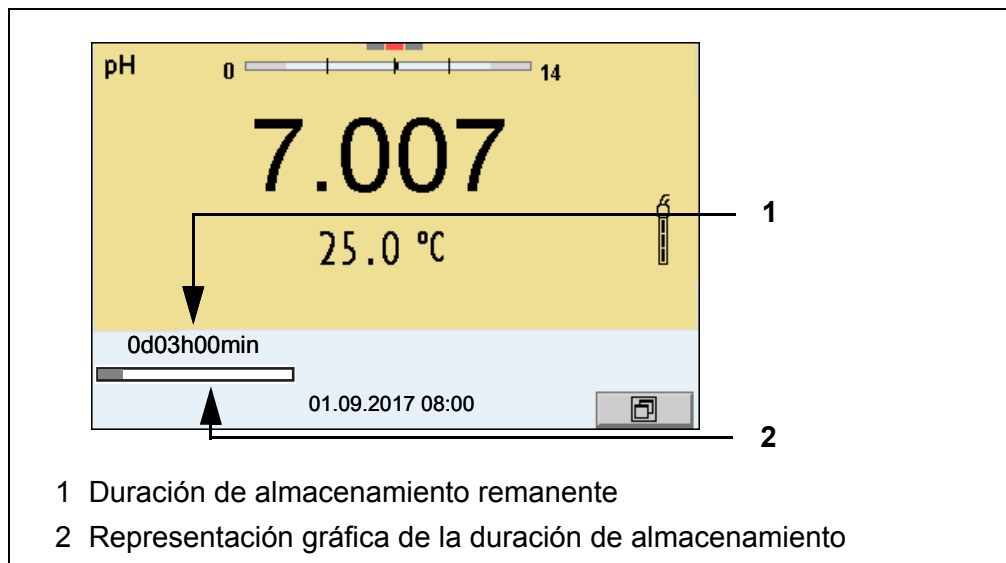 pH
0 14
7.007
1
25.0 °C
0d03h00min
01.09.2017 08:00
2
1 Duración de almacenamiento remanente
2 Representación gráfica de la duración de almacenamiento